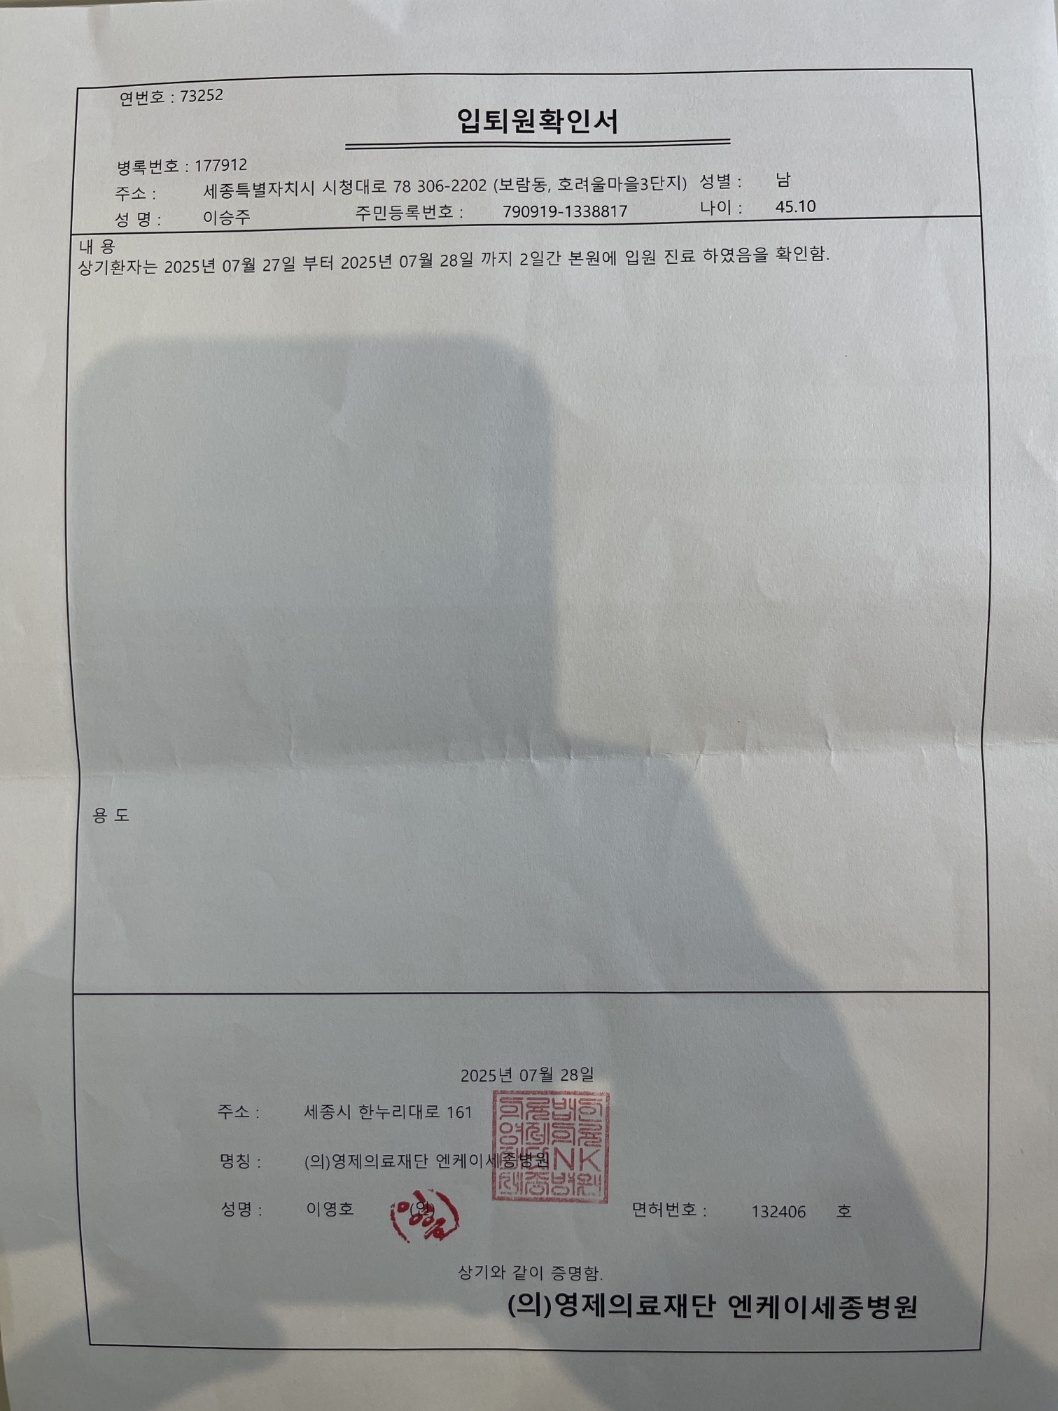 연번호 : 73252
입퇴원확인서
병록번호 : 177912
주소 : 세종특별자치시 시청대로 78 306-2202 (보람동, 호려울마을3단지) 성별 : 남
성 명 : 이승주 주민등록번호 : 790919-1338817 나이 : 45.10
내 용
상기환자는 2025년 07월 27일 부터 2025년 07월 28일 까지 2일간 본원에 입원 진료 하였음을 확인함.
용 도
2025년 07월 28일
주소 : 세종시 한누리대로 161
명칭 : (의)영제의료재단 엔케이세종병원
성명 : 이영호 (인) 면허번호 : 132406 호
상기와 같이 증명함.
(의)영제의료재단 엔케이세종병원